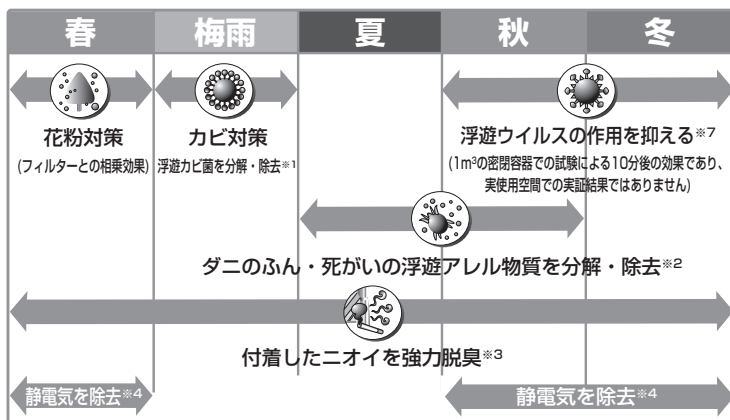 春 梅雨 夏 秋 冬
花粉対策
(フィルターとの相乗効果)
カビ対策
浮遊カビ菌を分解・除去※1
浮遊ウイルスの作用を抑える※7
(1m³の密閉容器での試験による10分後の効果であり、
実使用空間での実証結果ではありません)
ダニのふん・死がいの浮遊アレル物質を分解・除去※2
付着したニオイを強力脱臭※3
静電気を除去※4 静電気を除去※4